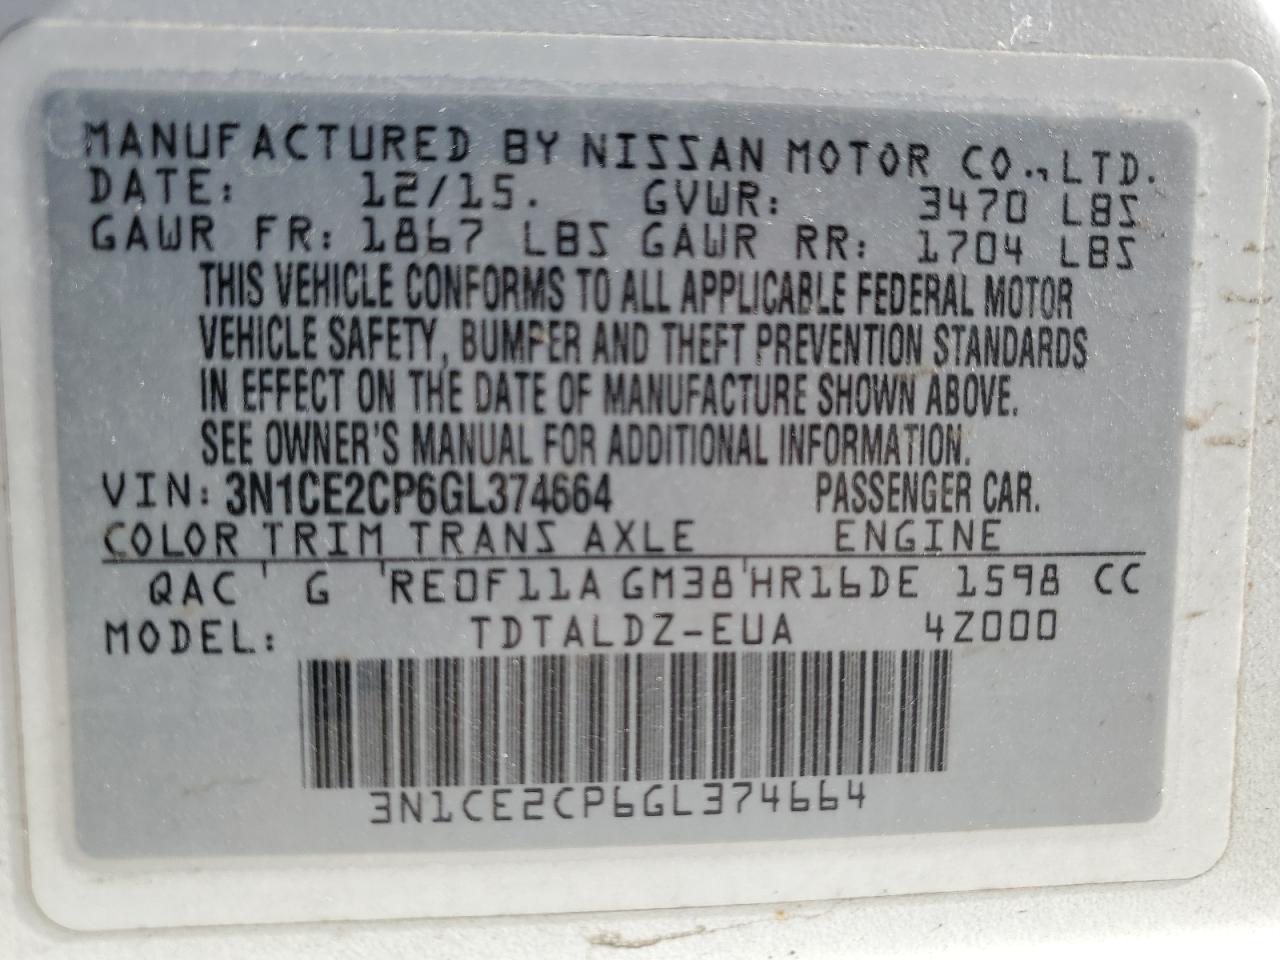 MANUFACTURED BY NISSAN MOTOR CO.,LTD.
DATE: 12/15. GVWR: 3470 LBS
GAWR FR: 1867 LBS GAWR RR: 1704 LBS
THIS VEHICLE CONFORMS TO ALL APPLICABLE FEDERAL MOTOR
VEHICLE SAFETY, BUMPER AND THEFT PREVENTION STANDARDS
IN EFFECT ON THE DATE OF MANUFACTURE SHOWN ABOVE.
SEE OWNER'S MANUAL FOR ADDITIONAL INFORMATION.
VIN: 3N1CE2CP6GL374664 PASSENGER CAR.
COLOR TRIM TRANS AXLE ENGINE
QAC G RE0F11A GM38 HR16DE 1598 CC
MODEL: TDTALDZ-EUA 4Z000
3N1CE2CP6GL374664